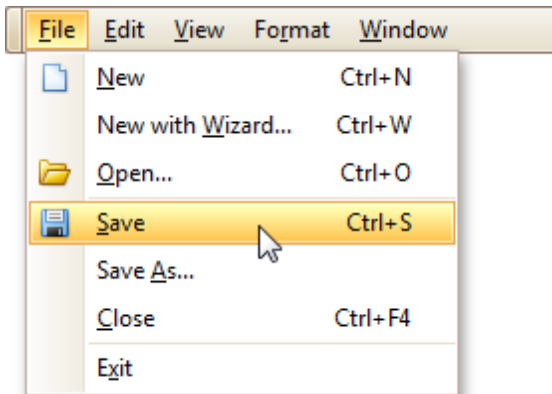 File Edit View Format Window
New Ctrl+N
New with Wizard... Ctrl+W
Open... Ctrl+O
Save Ctrl+S
Save As...
Close Ctrl+F4
Exit